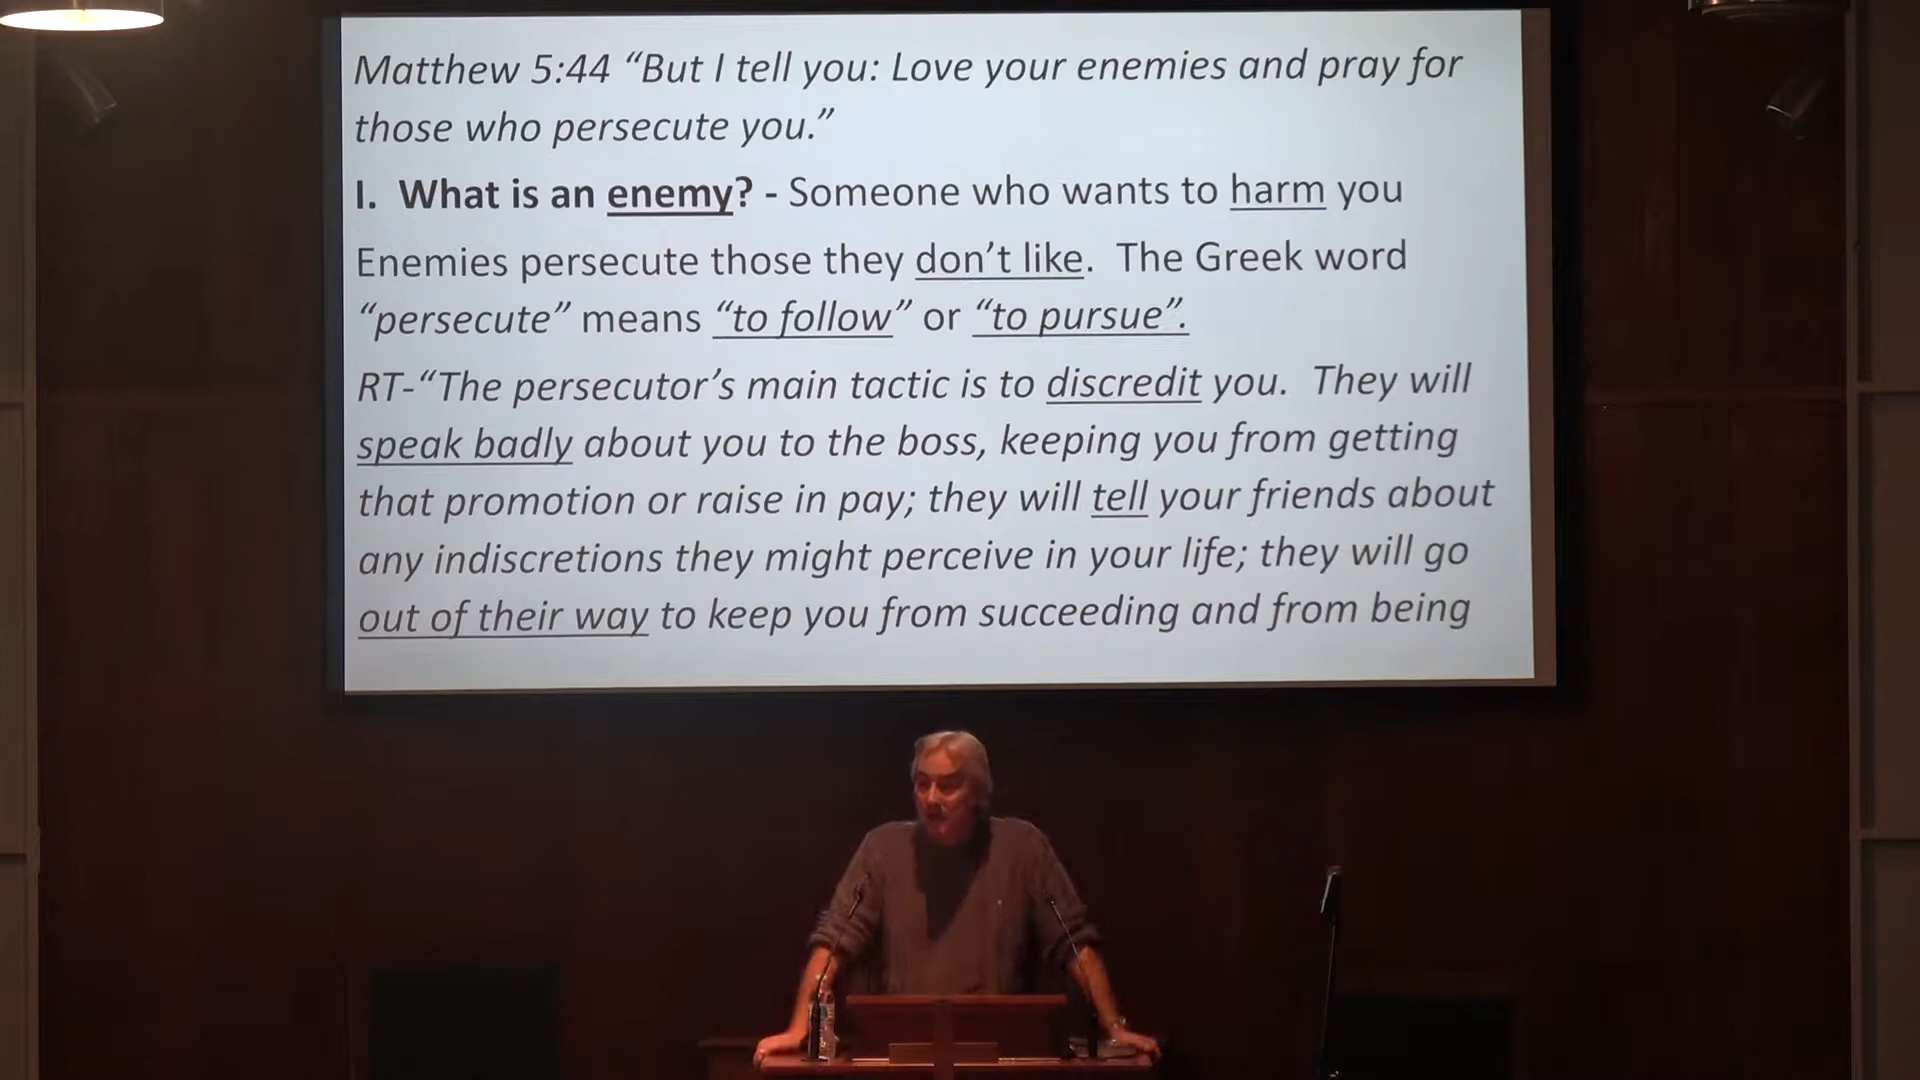 Matthew 5:44 “But I tell you: Love your enemies and pray for
those who persecute you.”
I. What is an enemy? - Someone who wants to harm you
Enemies persecute those they don’t like. The Greek word
“persecute” means “to follow” or “to pursue”.
RT-“The persecutor’s main tactic is to discredit you. They will
speak badly about you to the boss, keeping you from getting
that promotion or raise in pay; they will tell your friends about
any indiscretions they might perceive in your life; they will go
out of their way to keep you from succeeding and from being